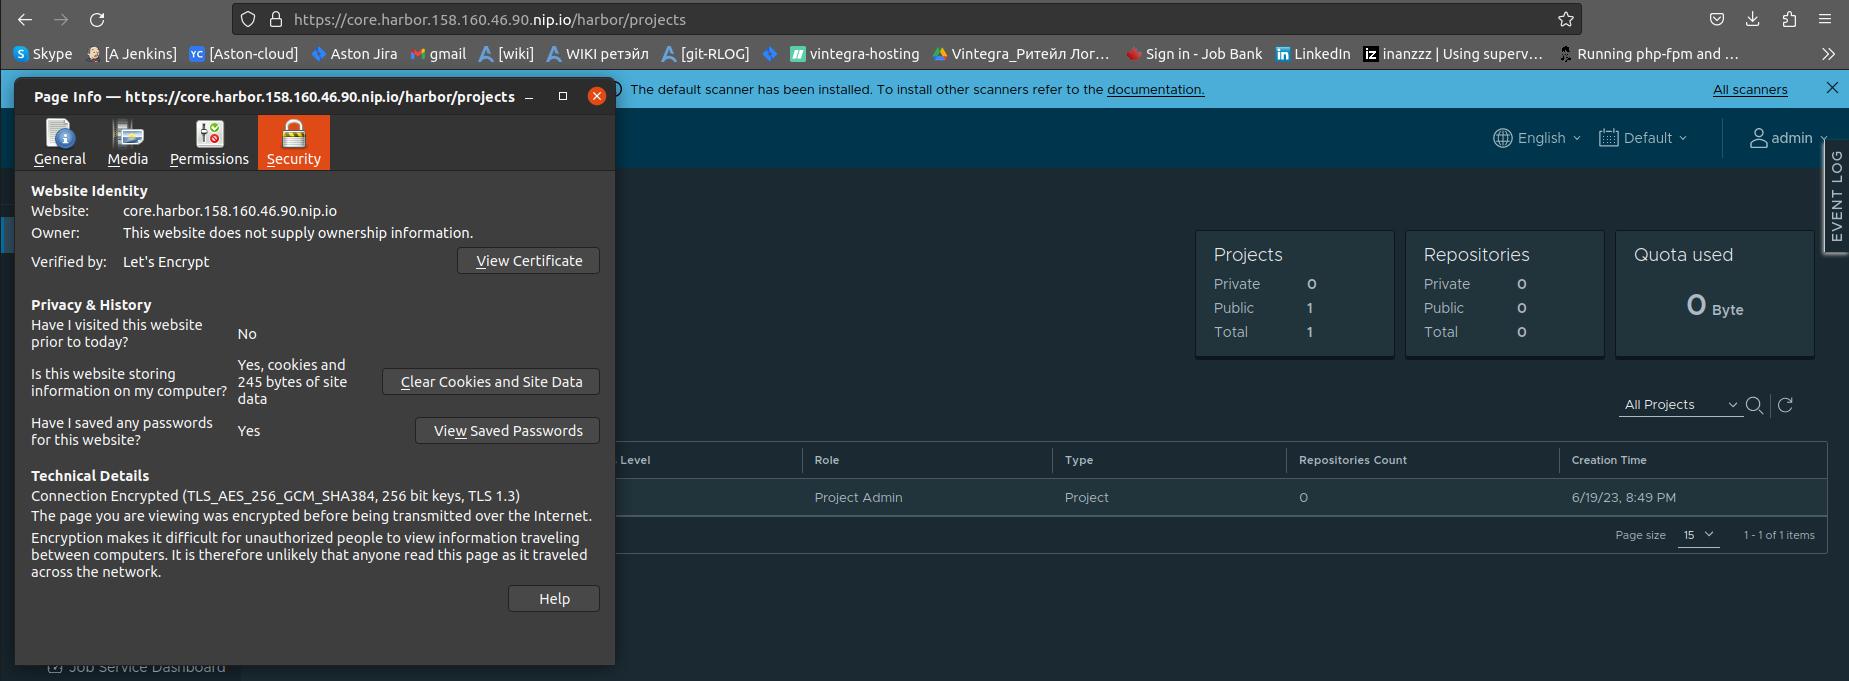 https://core.harbor.158.160.46.90.nip.io/harbor/projects
Skype [A Jenkins] YC [Aston-cloud] Aston Jira gmail [wiki] WIKI ретэйл [git-RLOG] vintegra-hosting Vintegra_Ритейл Лог… Sign in - Job Bank in LinkedIn iz inanzzz | Using superv… Running php-fpm and …
Page Info — https://core.harbor.158.160.46.90.nip.io/harbor/projects
The default scanner has been installed. To install other scanners refer to the documentation. All scanners
English Default admin
EVENT LOG
General Media Permissions Security
Website Identity
Website: core.harbor.158.160.46.90.nip.io
Owner: This website does not supply ownership information.
Verified by: Let's Encrypt View Certificate
Privacy & History
Have I visited this website prior to today? No
Is this website storing information on my computer? Yes, cookies and 245 bytes of site data Clear Cookies and Site Data
Have I saved any passwords for this website? Yes View Saved Passwords
Technical Details
Connection Encrypted (TLS_AES_256_GCM_SHA384, 256 bit keys, TLS 1.3)
The page you are viewing was encrypted before being transmitted over the Internet.
Encryption makes it difficult for unauthorized people to view information traveling
between computers. It is therefore unlikely that anyone read this page as it traveled
across the network.
Help
Projects
Private 0
Public 1
Total 1
Repositories
Private 0
Public 0
Total 0
Quota used
0 Byte
All Projects
Level Role Type Repositories Count Creation Time
Project Admin Project 0 6/19/23, 8:49 PM
Page size 15 1 - 1 of 1 items
Job Service Dashboard